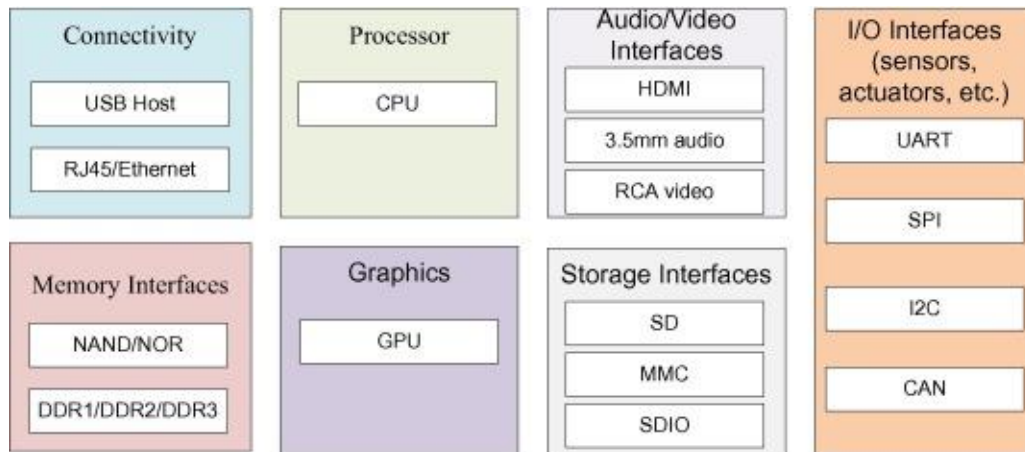 Connectivity
USB Host
RJ45/Ethernet
Processor
CPU
Audio/Video
Interfaces
HDMI
3.5mm audio
RCA video
I/O Interfaces
(sensors,
actuators, etc.)
UART
SPI
I2C
CAN
Memory Interfaces
NAND/NOR
DDR1/DDR2/DDR3
Graphics
GPU
Storage Interfaces
SD
MMC
SDIO